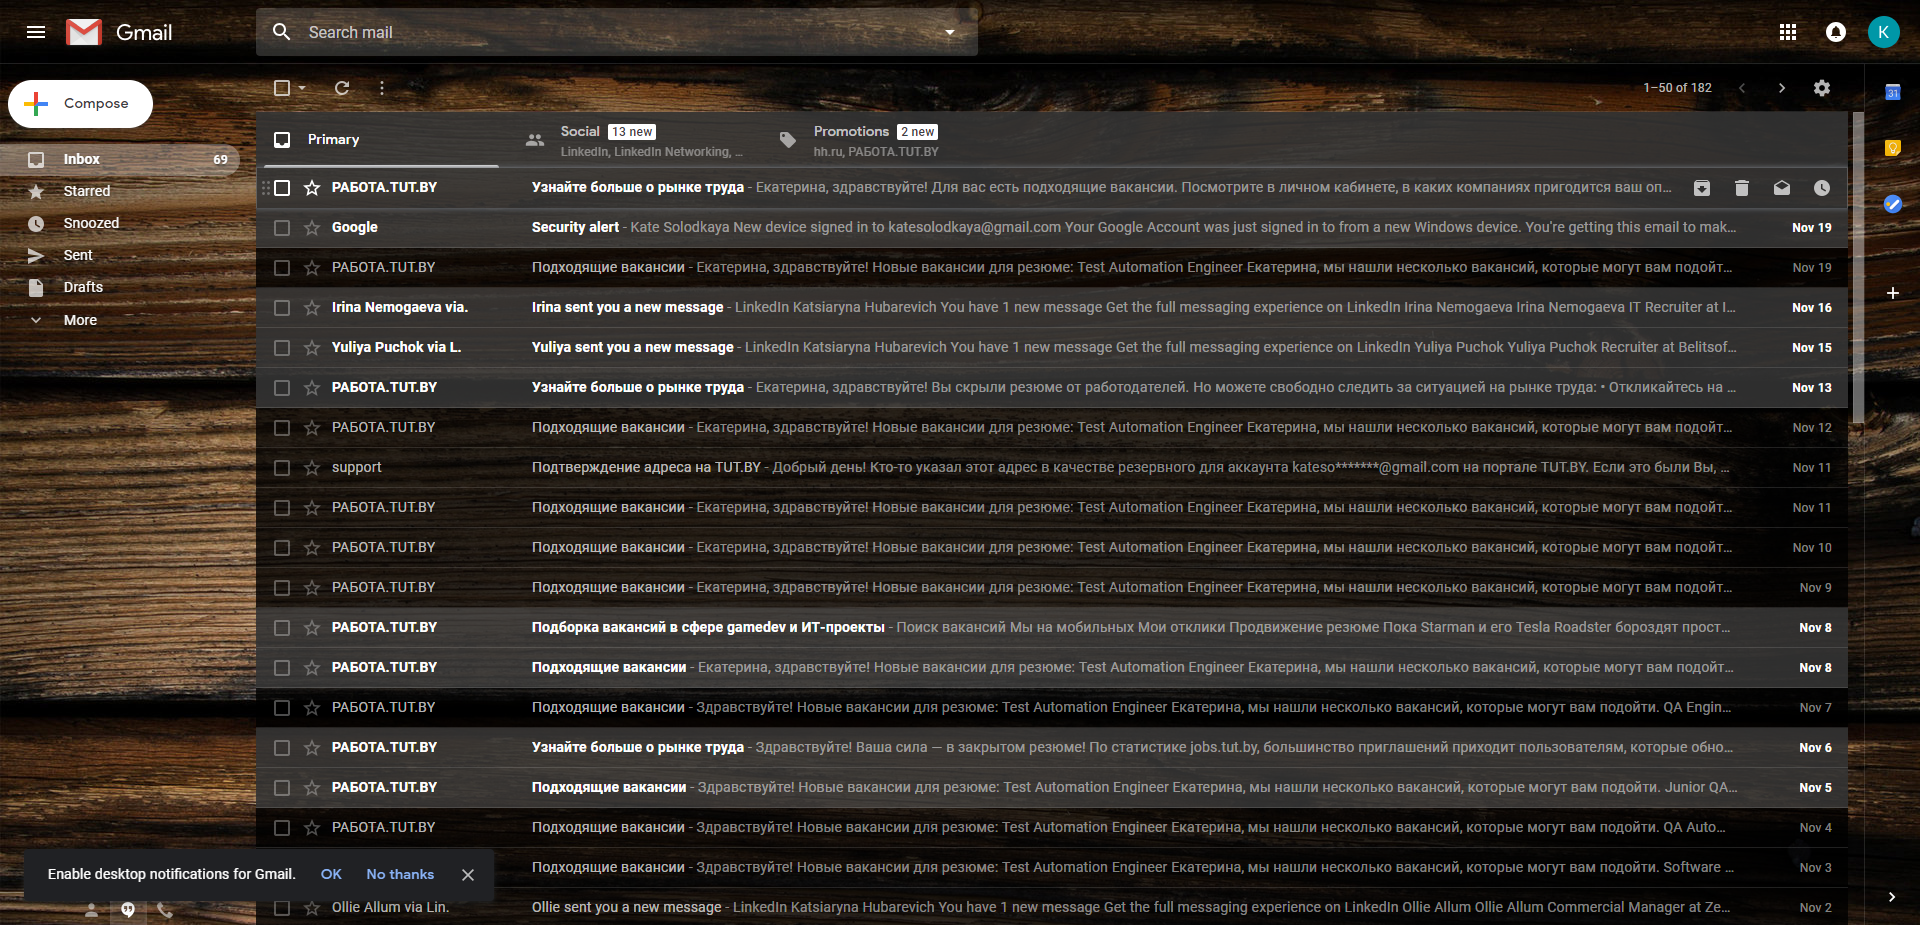 Gmail
Search mail
K
Compose
1–50 of 182
31
Primary
Social 13 new
LinkedIn, LinkedIn Networking, ...
Promotions 2 new
hh.ru, РАБОТА.TUT.BY
Inbox 69
Starred
Snoozed
Sent
Drafts
More
РАБОТА.TUT.BY Узнайте больше о рынке труда - Екатерина, здравствуйте! Для вас есть подходящие вакансии. Посмотрите в личном кабинете, в каких компаниях пригодится ваш оп...
Google Security alert - Kate Solodkaya New device signed in to katesolodkaya@gmail.com Your Google Account was just signed in to from a new Windows device. You're getting this email to mak... Nov 19
РАБОТА.TUT.BY Подходящие вакансии - Екатерина, здравствуйте! Новые вакансии для резюме: Test Automation Engineer Екатерина, мы нашли несколько вакансий, которые могут вам подойт... Nov 19
Irina Nemogaeva via. Irina sent you a new message - LinkedIn Katsiaryna Hubarevich You have 1 new message Get the full messaging experience on LinkedIn Irina Nemogaeva Irina Nemogaeva IT Recruiter at I... Nov 16
Yuliya Puchok via L. Yuliya sent you a new message - LinkedIn Katsiaryna Hubarevich You have 1 new message Get the full messaging experience on LinkedIn Yuliya Puchok Yuliya Puchok Recruiter at Belitsof... Nov 15
РАБОТА.TUT.BY Узнайте больше о рынке труда - Екатерина, здравствуйте! Вы скрыли резюме от работодателей. Но можете свободно следить за ситуацией на рынке труда: • Откликайтесь на ... Nov 13
РАБОТА.TUT.BY Подходящие вакансии - Екатерина, здравствуйте! Новые вакансии для резюме: Test Automation Engineer Екатерина, мы нашли несколько вакансий, которые могут вам подойт... Nov 12
support Подтверждение адреса на TUT.BY - Добрый день! Кто-то указал этот адрес в качестве резервного для аккаунта kateso*******@gmail.com на портале TUT.BY. Если это были Вы, ... Nov 11
РАБОТА.TUT.BY Подходящие вакансии - Екатерина, здравствуйте! Новые вакансии для резюме: Test Automation Engineer Екатерина, мы нашли несколько вакансий, которые могут вам подойт... Nov 11
РАБОТА.TUT.BY Подходящие вакансии - Екатерина, здравствуйте! Новые вакансии для резюме: Test Automation Engineer Екатерина, мы нашли несколько вакансий, которые могут вам подойт... Nov 10
РАБОТА.TUT.BY Подходящие вакансии - Екатерина, здравствуйте! Новые вакансии для резюме: Test Automation Engineer Екатерина, мы нашли несколько вакансий, которые могут вам подойт... Nov 9
РАБОТА.TUT.BY Подборка вакансий в сфере gamedev и ИТ-проекты - Поиск вакансий Мы на мобильных Мои отклики Продвижение резюме Пока Starman и его Tesla Roadster бороздят прост... Nov 8
РАБОТА.TUT.BY Подходящие вакансии - Екатерина, здравствуйте! Новые вакансии для резюме: Test Automation Engineer Екатерина, мы нашли несколько вакансий, которые могут вам подойт... Nov 8
РАБОТА.TUT.BY Подходящие вакансии - Здравствуйте! Новые вакансии для резюме: Test Automation Engineer Екатерина, мы нашли несколько вакансий, которые могут вам подойти. QA Engin... Nov 7
РАБОТА.TUT.BY Узнайте больше о рынке труда - Здравствуйте! Ваша сила — в закрытом резюме! По статистике jobs.tut.by, большинство приглашений приходит пользователям, которые обно... Nov 6
РАБОТА.TUT.BY Подходящие вакансии - Здравствуйте! Новые вакансии для резюме: Test Automation Engineer Екатерина, мы нашли несколько вакансий, которые могут вам подойти. Junior QA... Nov 5
РАБОТА.TUT.BY Подходящие вакансии - Здравствуйте! Новые вакансии для резюме: Test Automation Engineer Екатерина, мы нашли несколько вакансий, которые могут вам подойти. QA Auto... Nov 4
Подходящие вакансии - Здравствуйте! Новые вакансии для резюме: Test Automation Engineer Екатерина, мы нашли несколько вакансий, которые могут вам подойти. Software ... Nov 3
Enable desktop notifications for Gmail. OK No thanks
Ollie Allum via Lin. Ollie sent you a new message - LinkedIn Katsiaryna Hubarevich You have 1 new message Get the full messaging experience on LinkedIn Ollie Allum Ollie Allum Commercial Manager at Ze... Nov 2